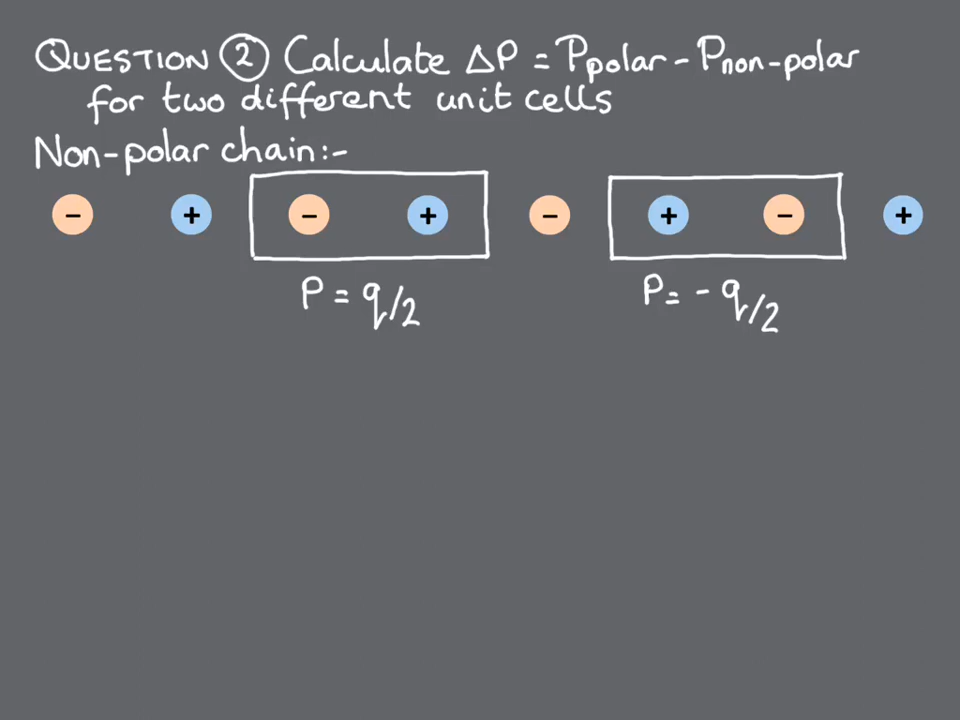 QUESTION ② Calculate ΔP = Ppolar - Pnon-polar
for two different unit cells
Non-polar chain:-
- + - + - + - +
P = q/2 P = - q/2